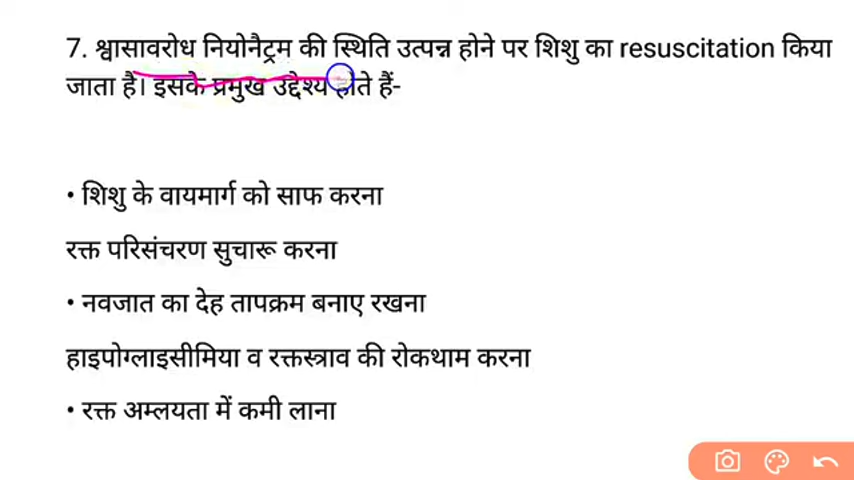 7. श्वासावरोध नियोनैट्रम की स्थिति उत्पन्न होने पर शिशु का resuscitation किया
जाता है। इसके प्रमुख उद्देश्य होते हैं-
• शिशु के वायमार्ग को साफ करना
रक्त परिसंचरण सुचारू करना
• नवजात का देह तापक्रम बनाए रखना
हाइपोग्लाइसीमिया व रक्तस्त्राव की रोकथाम करना
• रक्त अम्लयता में कमी लाना